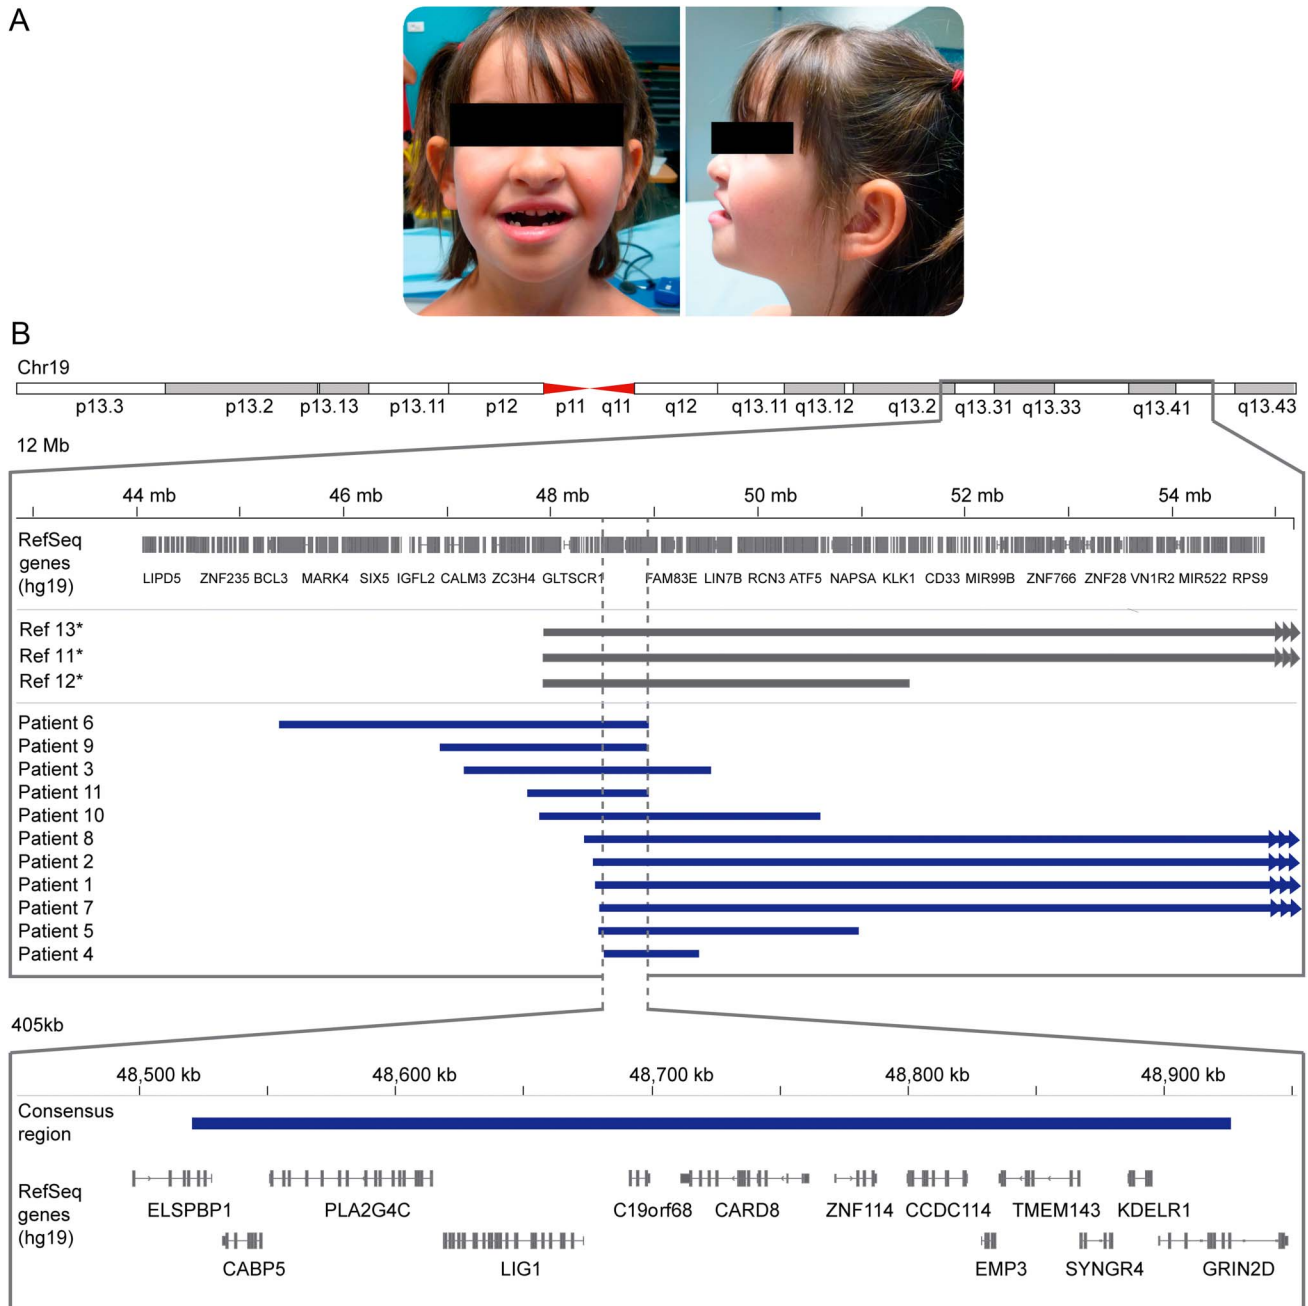 A
B
Chr19
p13.3 p13.2 p13.13 p13.11 p12 p11 q11 q12 q13.11 q13.12 q13.2 q13.31 q13.33 q13.41 q13.43
12 Mb
44 mb 46 mb 48 mb 50 mb 52 mb 54 mb
RefSeq
genes
(hg19)
LIPD5 ZNF235 BCL3 MARK4 SIX5 IGFL2 CALM3 ZC3H4 GLTSCR1 FAM83E LIN7B RCN3 ATF5 NAPSA KLK1 CD33 MIR99B ZNF766 ZNF28 VN1R2 MIR522 RPS9
Ref 13*
Ref 11*
Ref 12*
Patient 6
Patient 9
Patient 3
Patient 11
Patient 10
Patient 8
Patient 2
Patient 1
Patient 7
Patient 5
Patient 4
405kb
48,500 kb 48,600 kb 48,700 kb 48,800 kb 48,900 kb
Consensus
region
RefSeq
genes
(hg19)
ELSPBP1 PLA2G4C C19orf68 CARD8 ZNF114 CCDC114 TMEM143 KDELR1
CABP5 LIG1 EMP3 SYNGR4 GRIN2D